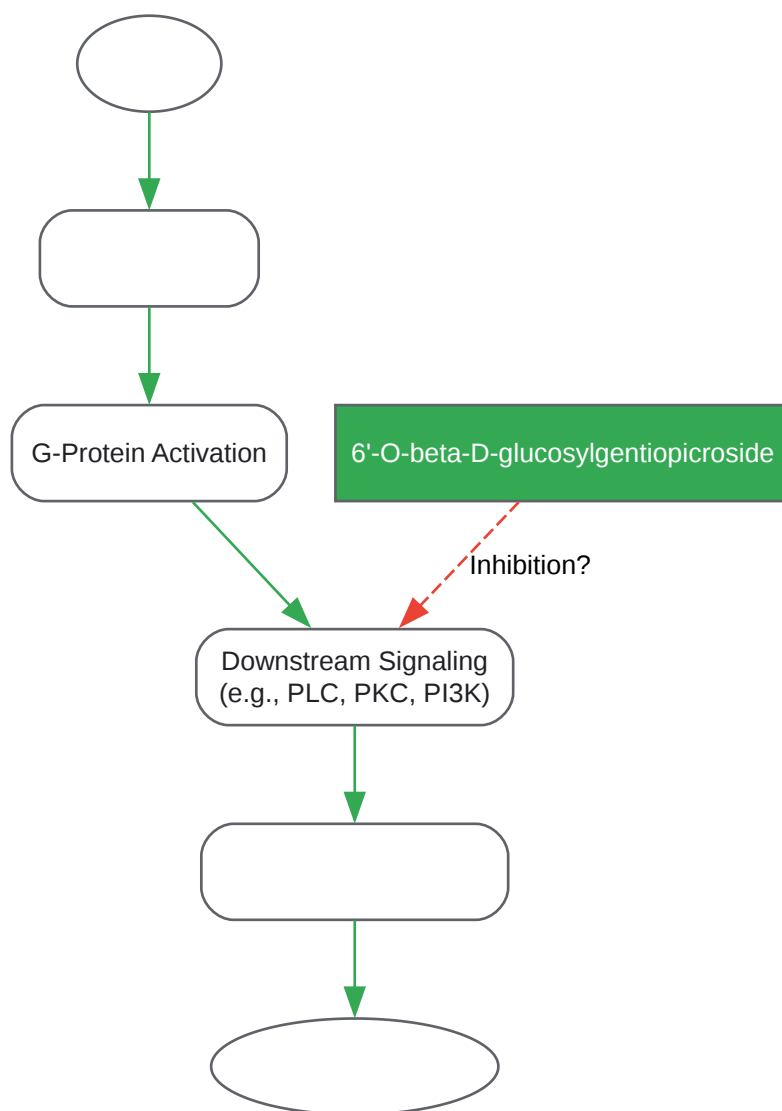 G-Protein Activation
6'-O-beta-D-glucosylgentiopicroside
Inhibition?
Downstream Signaling
(e.g., PLC, PKC, PI3K)